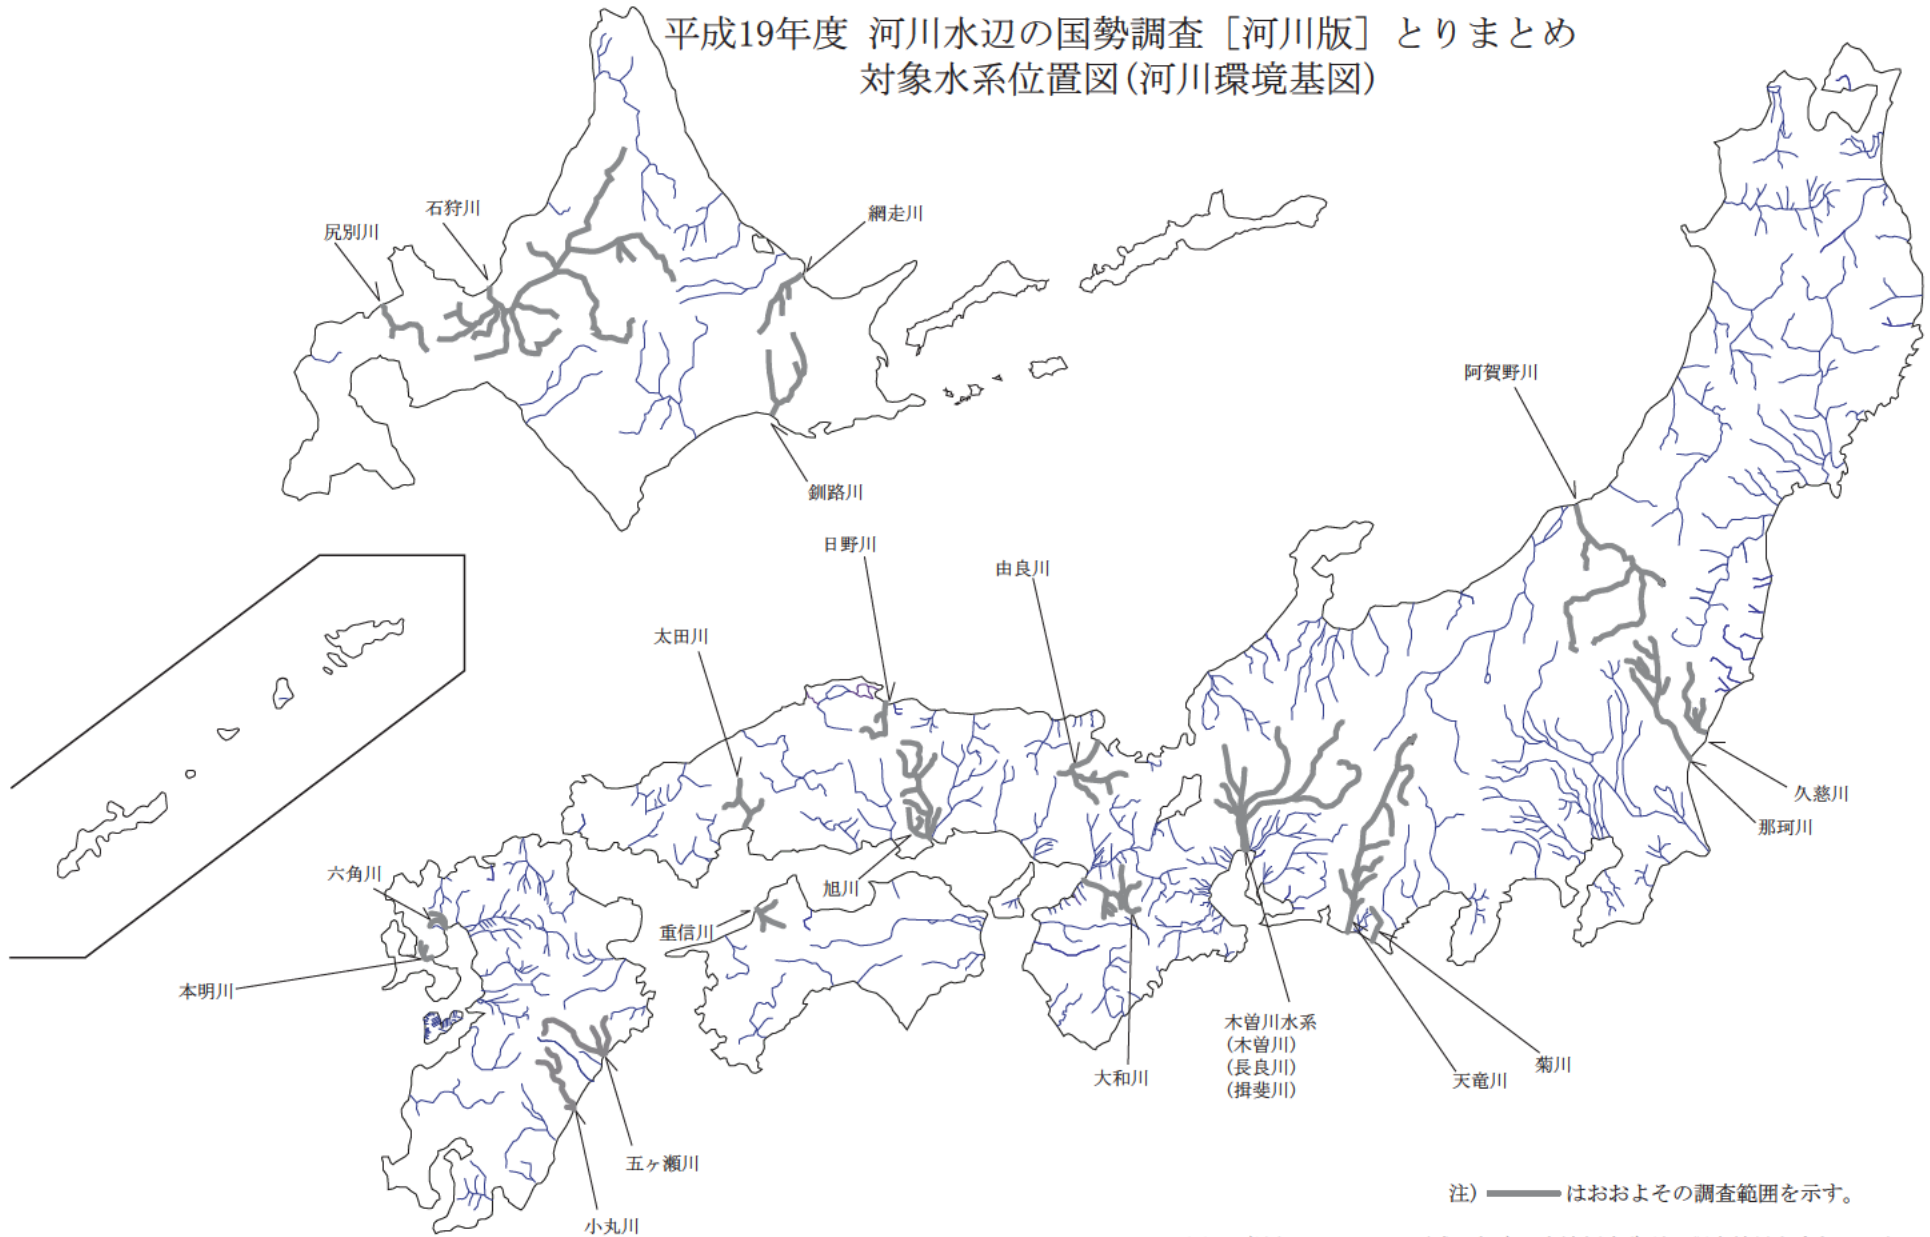 平成19年度 河川水辺の国勢調査［河川版］とりまとめ
対象水系位置図(河川環境基図)
石狩川
尻別川
網走川
釧路川
阿賀野川
日野川
由良川
太田川
久慈川
那珂川
六角川
旭川
重信川
本明川
木曽川水系
(木曽川)
(長良川)
(揖斐川)
大和川
菊川
天竜川
五ヶ瀬川
小丸川
注) はおおよその調査範囲を示す。